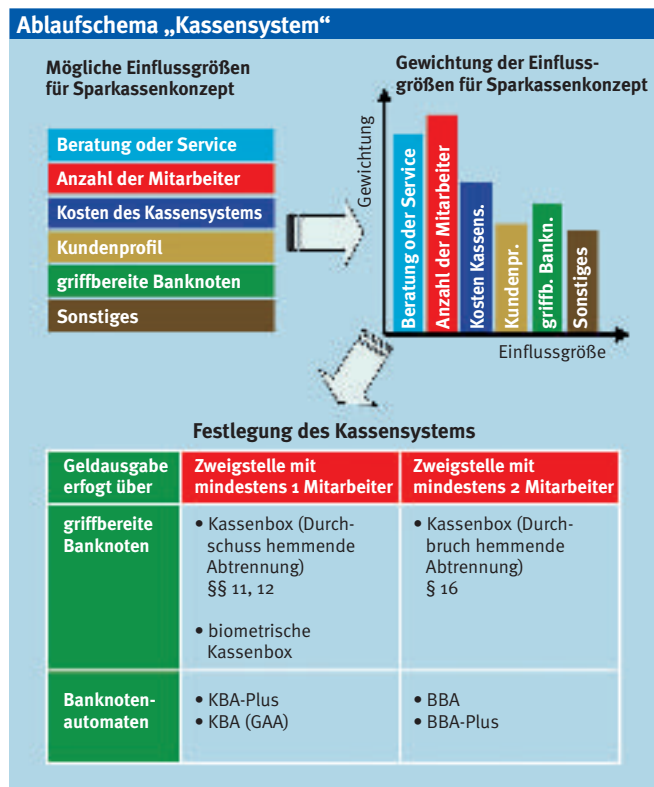 Ablaufschema „Kassensystem“
Mögliche Einflussgrößen
für Sparkassenkonzept
Beratung oder Service
Anzahl der Mitarbeiter
Kosten des Kassensystems
Kundenprofil
griffbereite Banknoten
Sonstiges
Gewichtung der Einfluss-
größen für Sparkassenkonzept
Gewichtung
Beratung oder Service
Anzahl der Mitarbeiter
Kosten Kassens.
Kundenpr.
griffb. Bankn.
Sonstiges
Einflussgröße
Festlegung des Kassensystems
Geldausgabe
erfogt über
Zweigstelle mit
mindestens 1 Mitarbeiter
Zweigstelle mit
mindestens 2 Mitarbeiter
griffbereite
Banknoten
• Kassenbox (Durch-
schuss hemmende
Abtrennung)
§§ 11, 12
• biometrische
Kassenbox
• Kassenbox (Durch-
bruch hemmende
Abtrennung)
§ 16
Banknoten-
automaten
• KBA-Plus
• KBA (GAA)
• BBA
• BBA-Plus